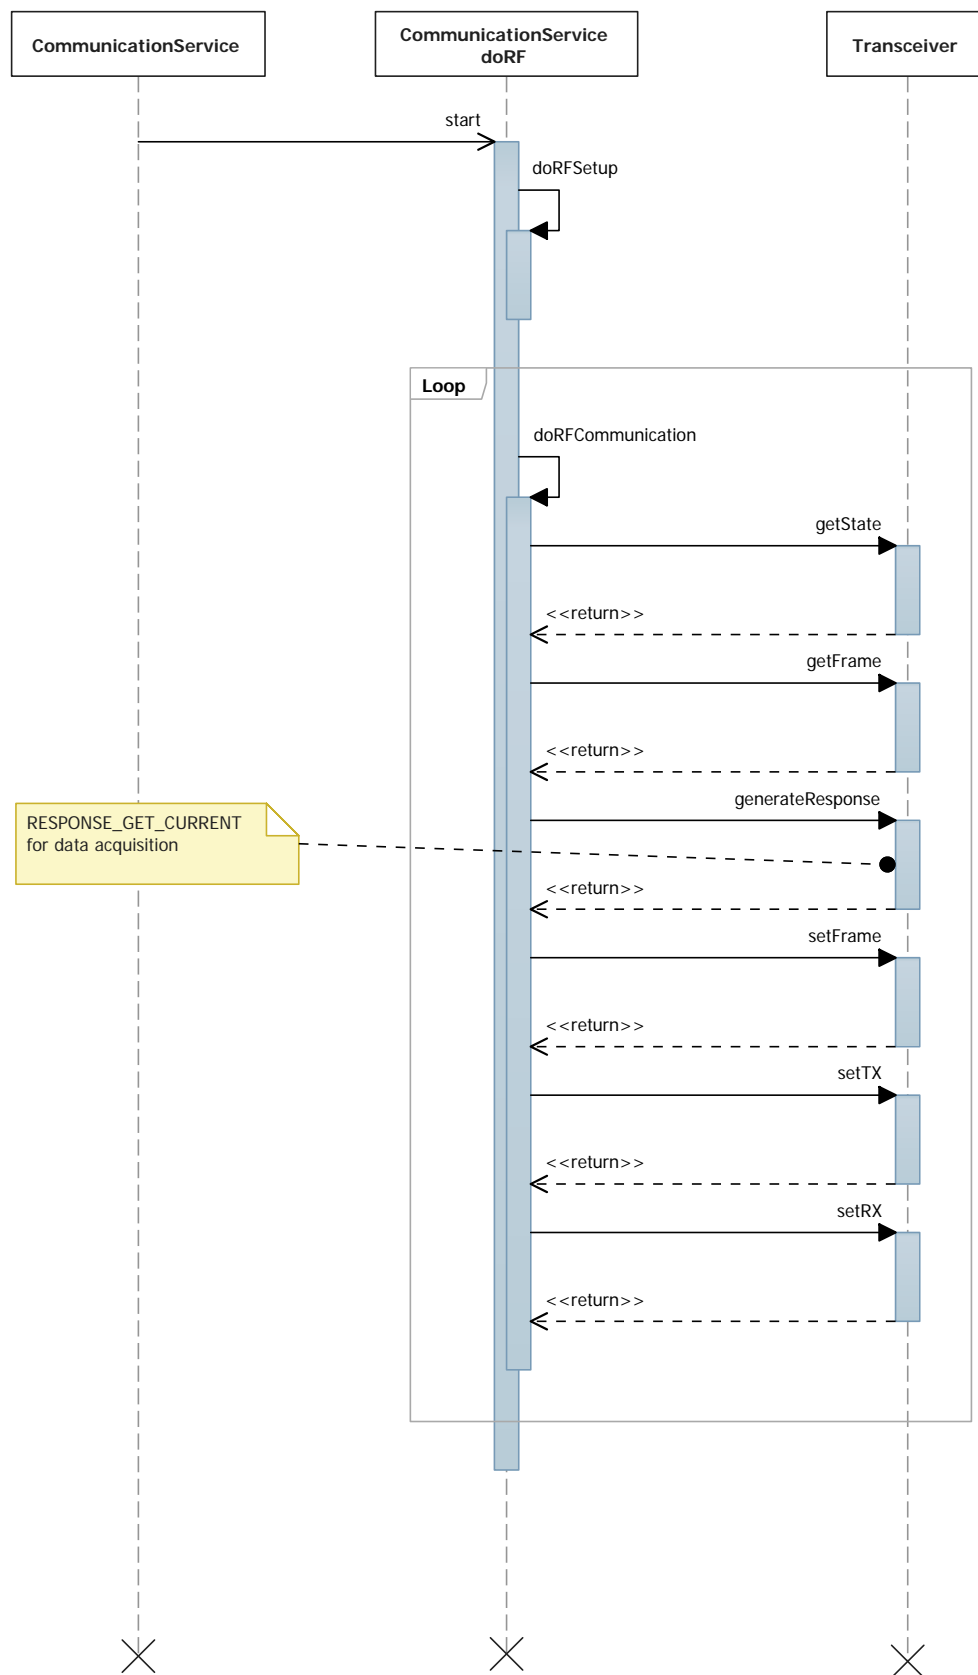 CommunicationService
CommunicationService
doRF
Transceiver
start
doRFSetup
Loop
doRFCommunication
getState
<<return>>
getFrame
<<return>>
generateResponse
RESPONSE_GET_CURRENT
for data acquisition
<<return>>
setFrame
<<return>>
setTX
<<return>>
setRX
<<return>>